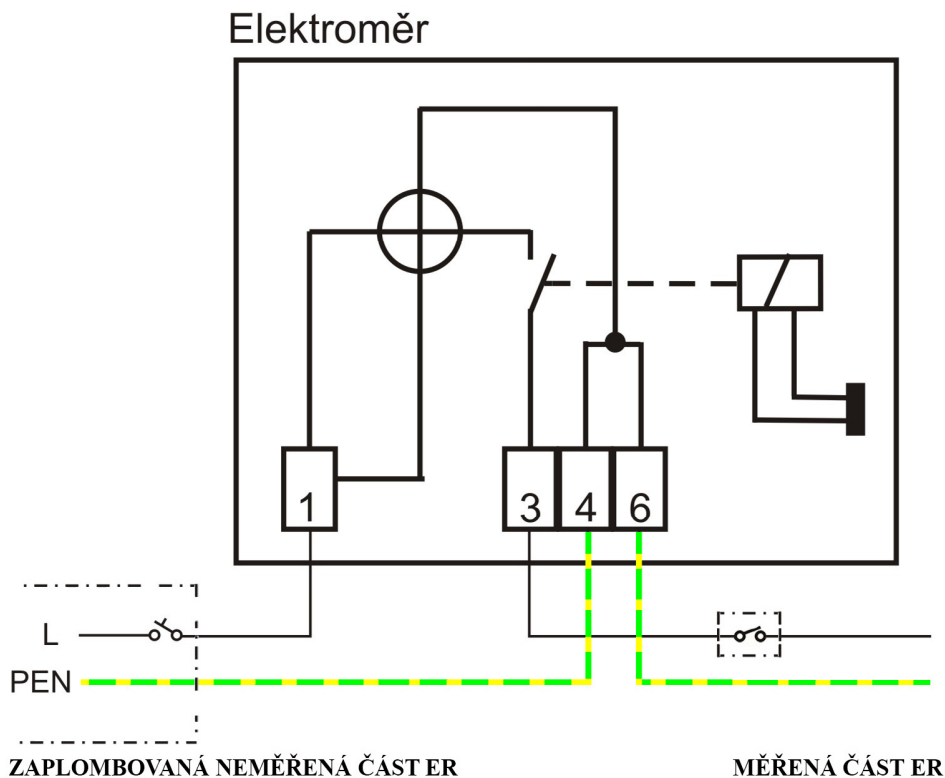 Elektroměr
1
3 4 6
L
PEN
ZAPLOMBOVANÁ NEMĚŘENÁ ČÁST ER
MĚŘENÁ ČÁST ER